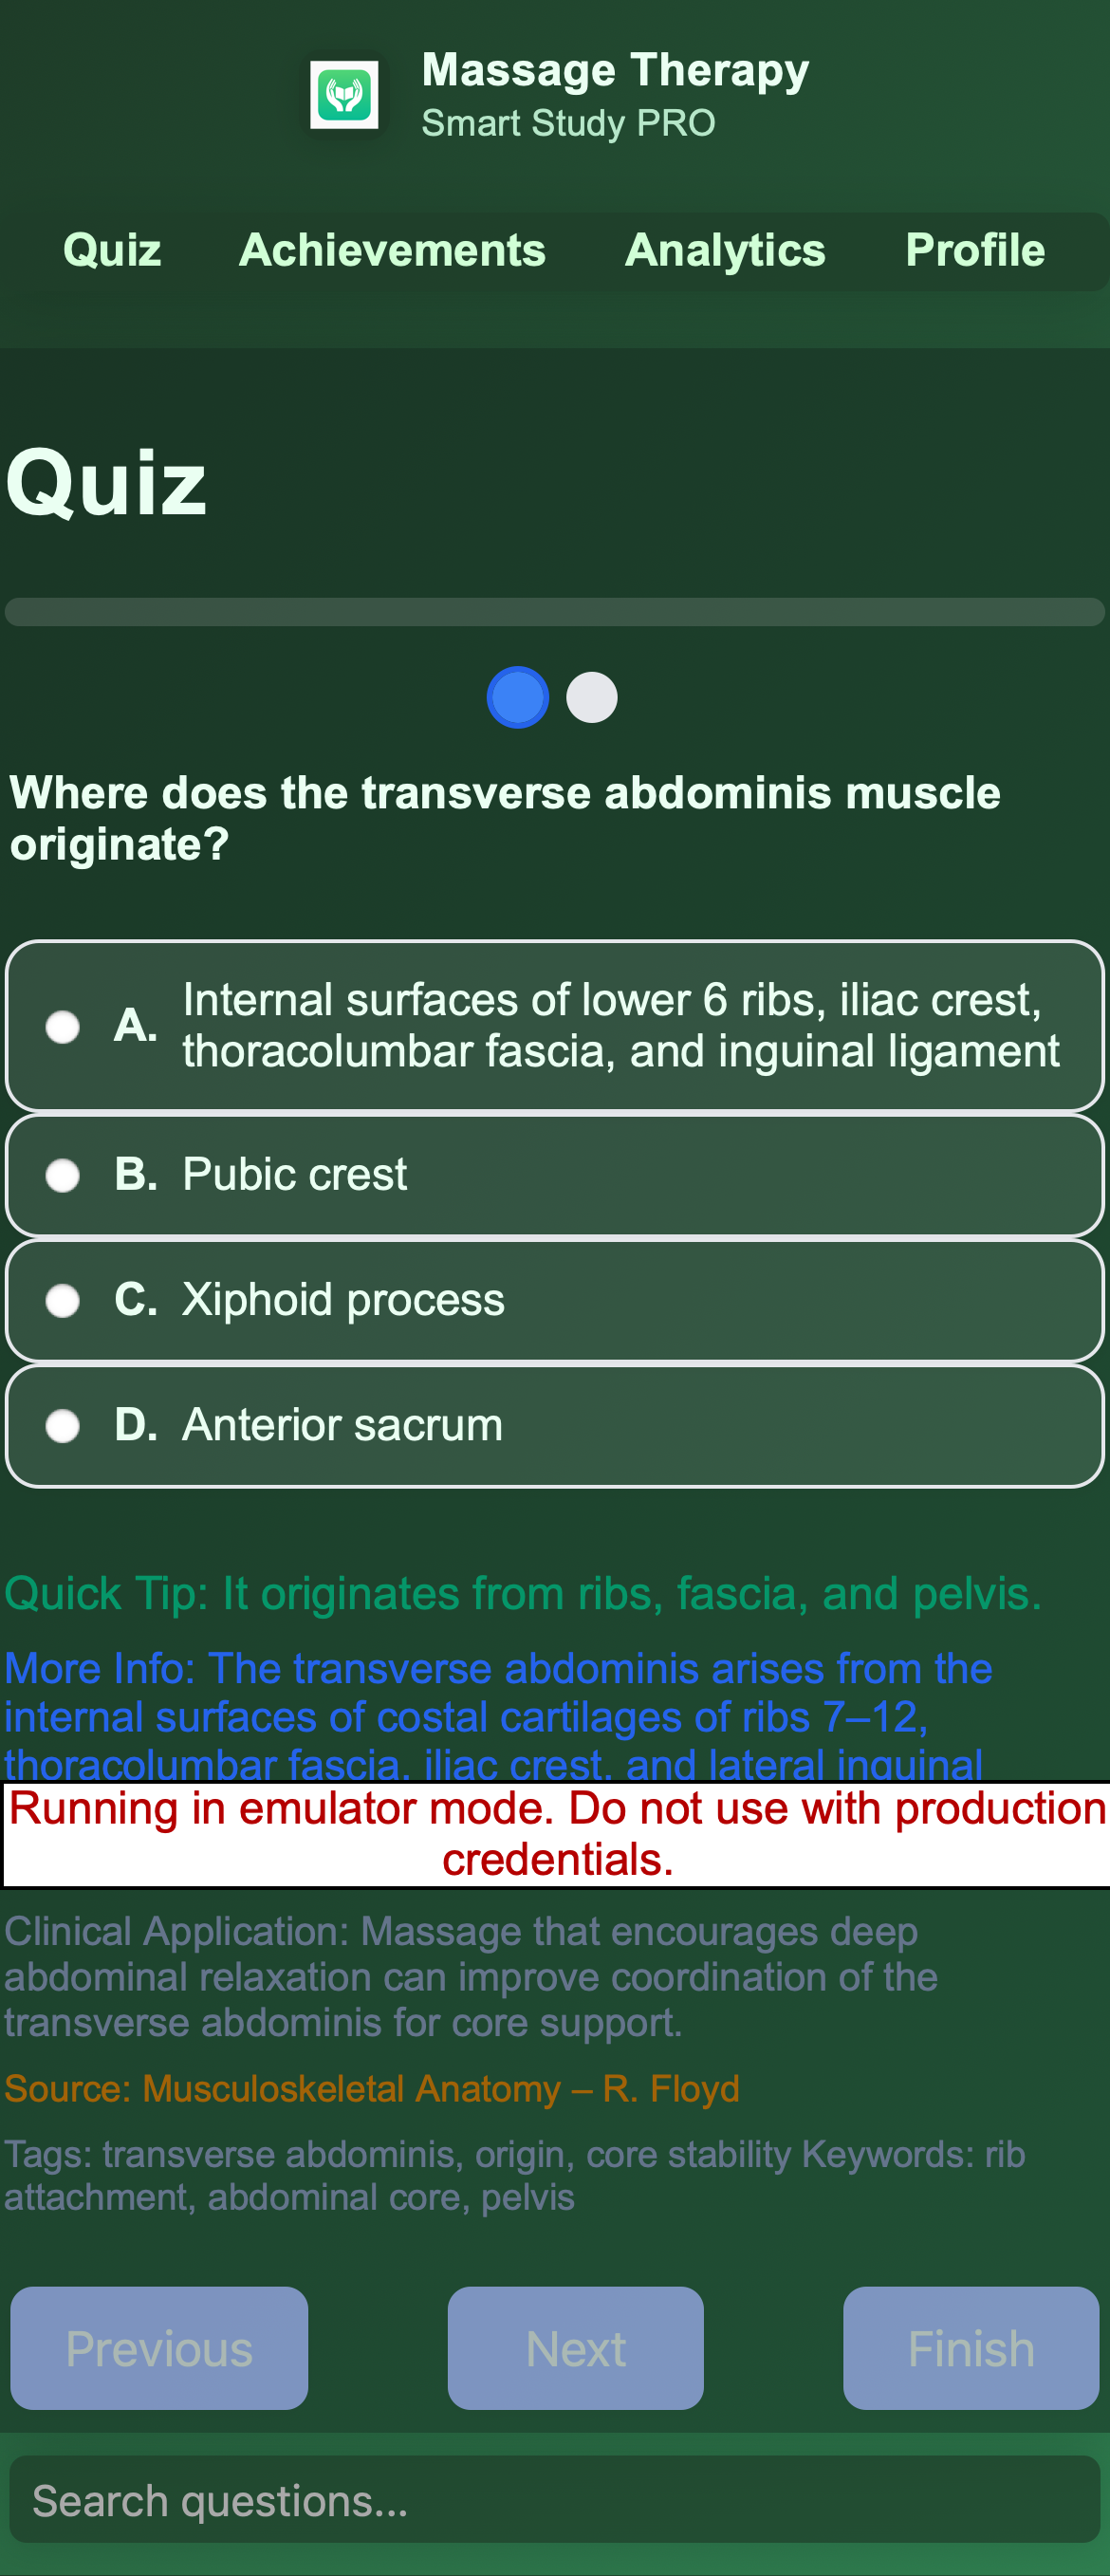 Massage Therapy
Smart Study PRO
Quiz Achievements Analytics Profile
Quiz
Where does the transverse abdominis muscle
originate?
A. Internal surfaces of lower 6 ribs, iliac crest,
thoracolumbar fascia, and inguinal ligament
B. Pubic crest
C. Xiphoid process
D. Anterior sacrum
Quick Tip: It originates from ribs, fascia, and pelvis.
More Info: The transverse abdominis arises from the
internal surfaces of costal cartilages of ribs 7–12,
thoracolumbar fascia, iliac crest, and lateral inguinal
Running in emulator mode. Do not use with production
credentials.
Clinical Application: Massage that encourages deep
abdominal relaxation can improve coordination of the
transverse abdominis for core support.
Source: Musculoskeletal Anatomy – R. Floyd
Tags: transverse abdominis, origin, core stability Keywords: rib
attachment, abdominal core, pelvis
Previous Next Finish
Search questions...